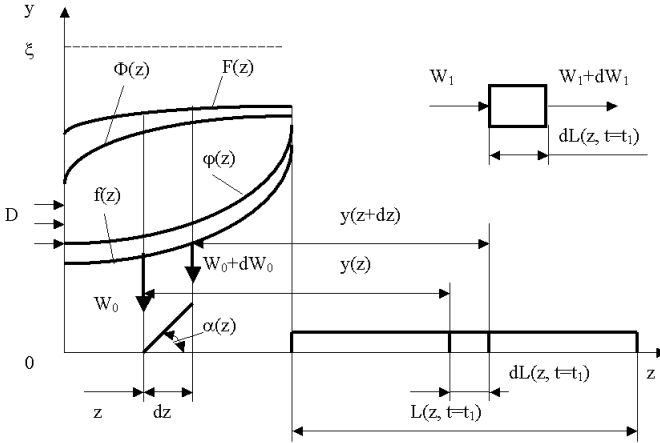 y
ξ
Φ(z)
F(z)
W₁
W₁+dW₁
dL(z, t=t₁)
φ(z)
f(z)
D
y(z+dz)
W₀+dW₀
y(z)
W₀
α(z)
0
z
z
dz
dL(z, t=t₁)
L(z, t=t₁)